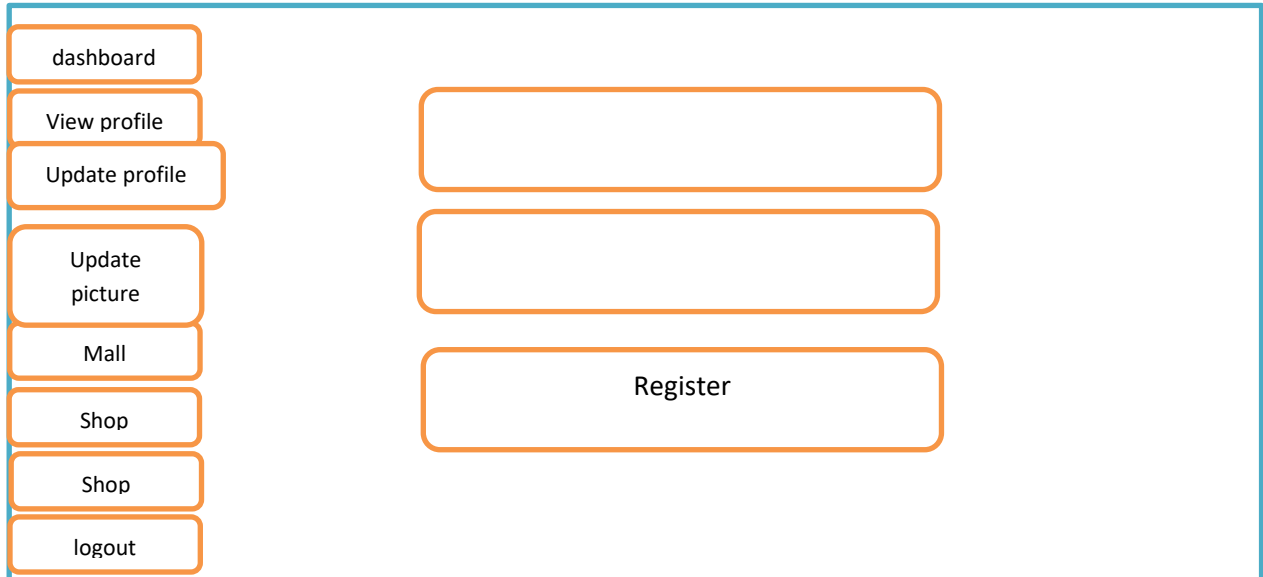 dashboard
View profile
Update profile
Update
picture
Mall
Shop
Shop
logout
Register